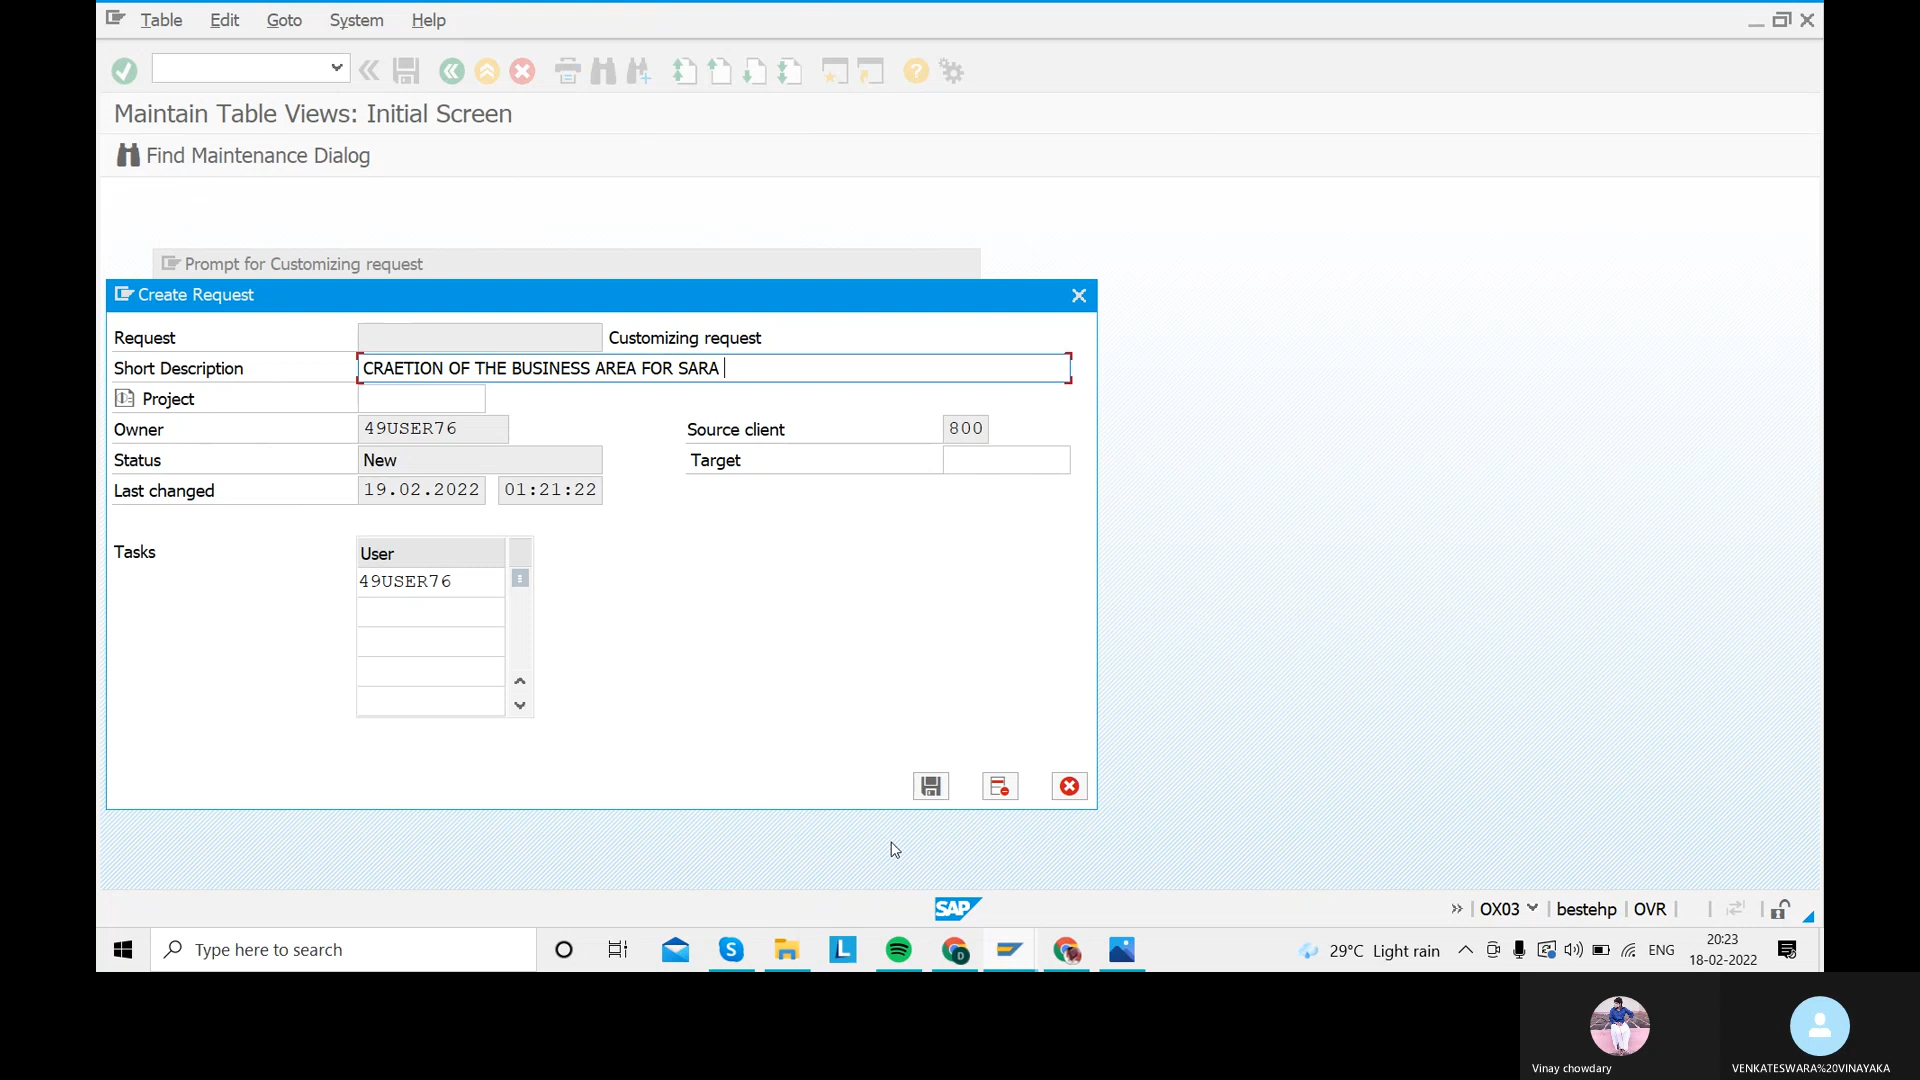 Table Edit Goto System Help
Maintain Table Views: Initial Screen
Find Maintenance Dialog
Prompt for Customizing request
Create Request
Request Customizing request
Short Description CRAETION OF THE BUSINESS AREA FOR SARA
Project
Owner 49USER76 Source client 800
Status New Target
Last changed 19.02.2022 01:21:22
Tasks User
49USER76
SAP
OX03 bestehp OVR
Type here to search
S
L
D
29°C Light rain
ENG
20:23
18-02-2022
Vinay chowdary
VENKATESWARA%20VINAYAKA